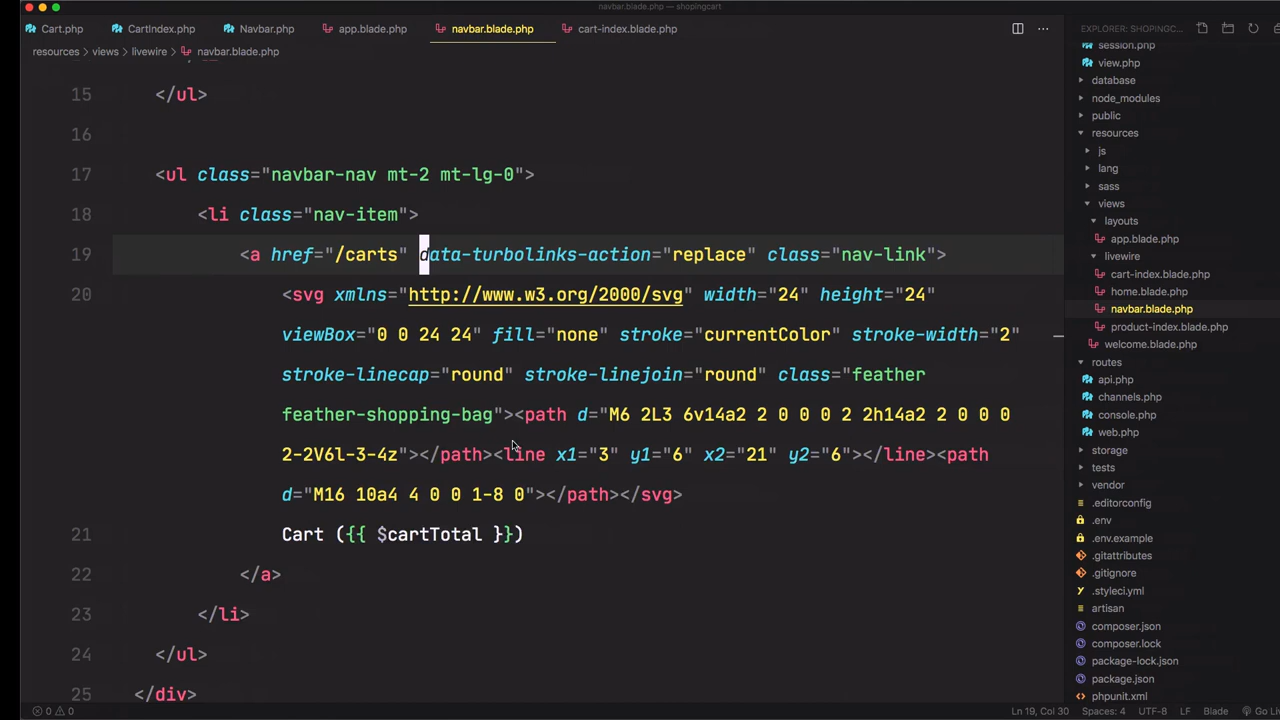 navbar.blade.php — shopingcart
Cart.php CartIndex.php Navbar.php app.blade.php navbar.blade.php cart-index.blade.php
resources › views › livewire › navbar.blade.php
15 </ul>
16
17 <ul class="navbar-nav mt-2 mt-lg-0">
18 <li class="nav-item">
19 <a href="/carts" data-turbolinks-action="replace" class="nav-link">
20 <svg xmlns="http://www.w3.org/2000/svg" width="24" height="24"
viewBox="0 0 24 24" fill="none" stroke="currentColor" stroke-width="2"
stroke-linecap="round" stroke-linejoin="round" class="feather
feather-shopping-bag"><path d="M6 2L3 6v14a2 2 0 0 0 2 2h14a2 2 0 0 0
2-2V6l-3-4z"></path><line x1="3" y1="6" x2="21" y2="6"></line><path
d="M16 10a4 4 0 0 1-8 0"></path></svg>
21 Cart ({{ $cartTotal }})
22 </a>
23 </li>
24 </ul>
25 </div>
EXPLORER: SHOPINGC...
session.php
view.php
database
node_modules
public
resources
js
lang
sass
views
layouts
app.blade.php
livewire
cart-index.blade.php
home.blade.php
navbar.blade.php
product-index.blade.php
welcome.blade.php
routes
api.php
channels.php
console.php
web.php
storage
tests
vendor
.editorconfig
.env
.env.example
.gitattributes
.gitignore
.styleci.yml
artisan
composer.json
composer.lock
package-lock.json
package.json
phpunit.xml
0 0 Ln 19, Col 30 Spaces: 4 UTF-8 LF Blade Go Li